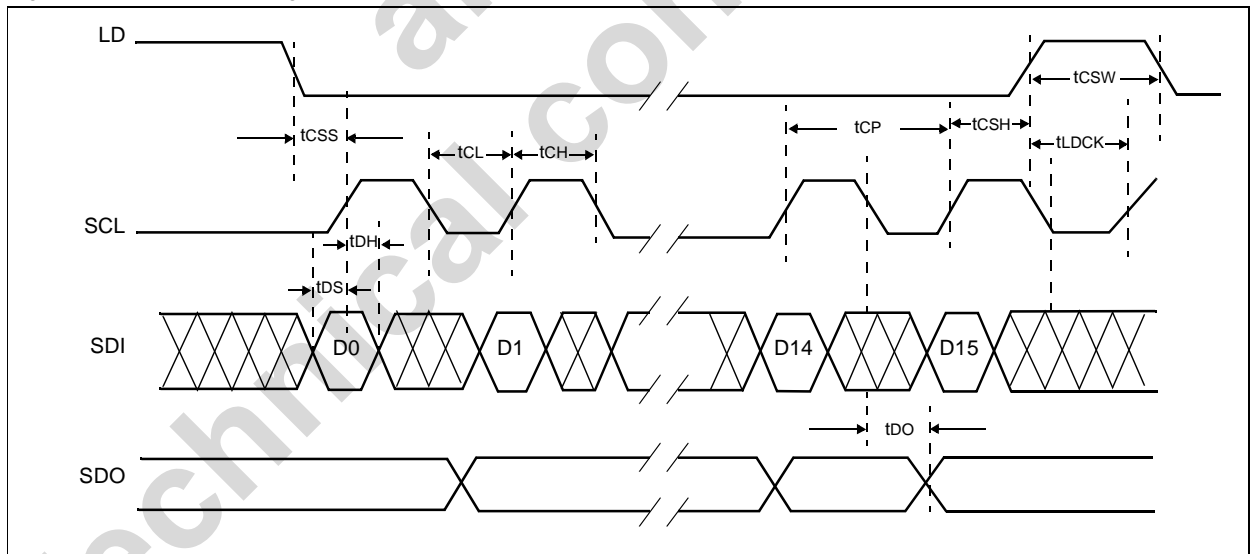 LD
tCSW
tCSS
tCL
tCH
tCP
tCSH
tLDCK
SCL
tDH
tDS
SDI
D0
D1
D14
D15
tDO
SDO